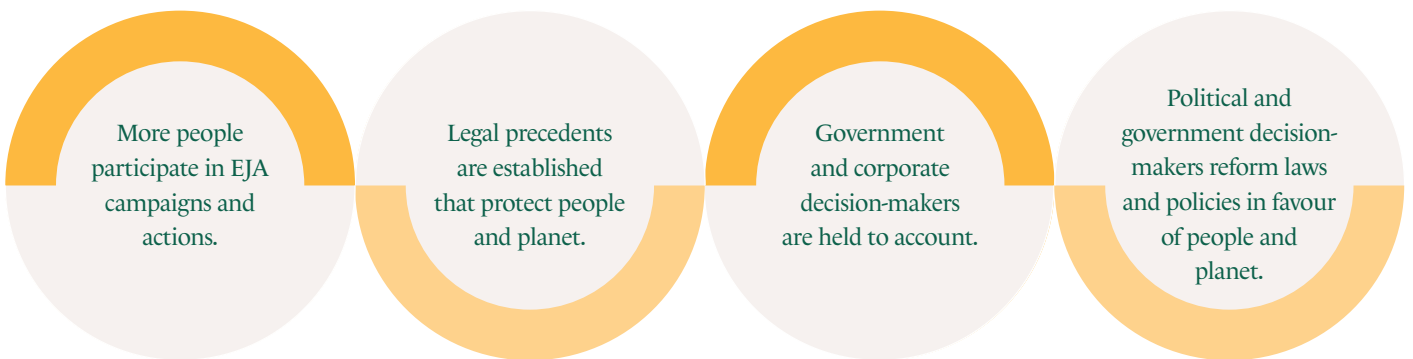 More people
participate in EJA
campaigns and
actions.
Legal precedents
are established
that protect people
and planet.
Government
and corporate
decision-makers
are held to account.
Political and
government decision-
makers reform laws
and policies in favour
of people and
planet.